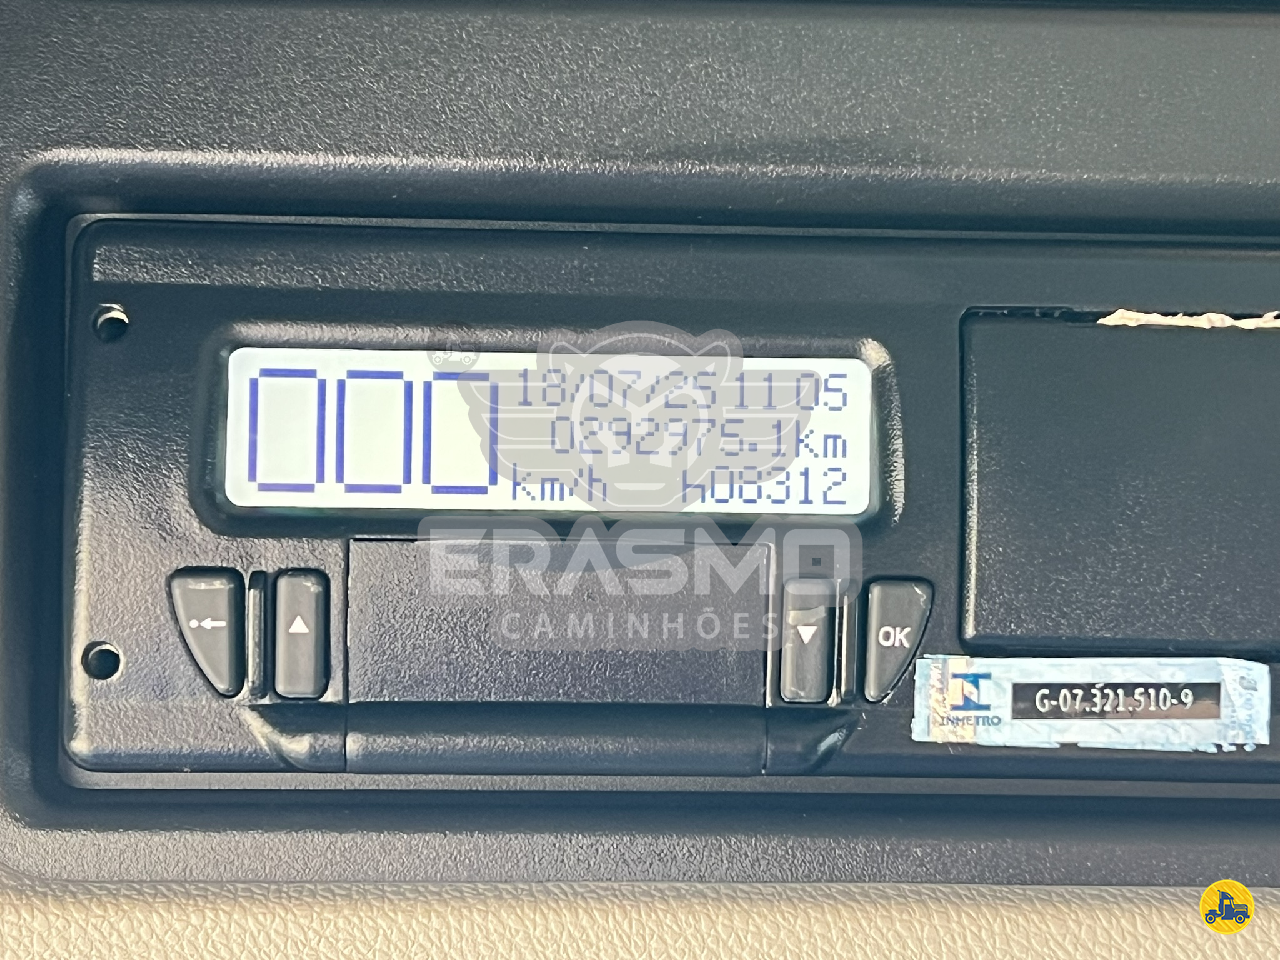 000
18/07/25 11 05
0292975.1Km
km/h h08312
ERASMO
CAMINHÕES
OK
INMETRO
G-07.321.510-9